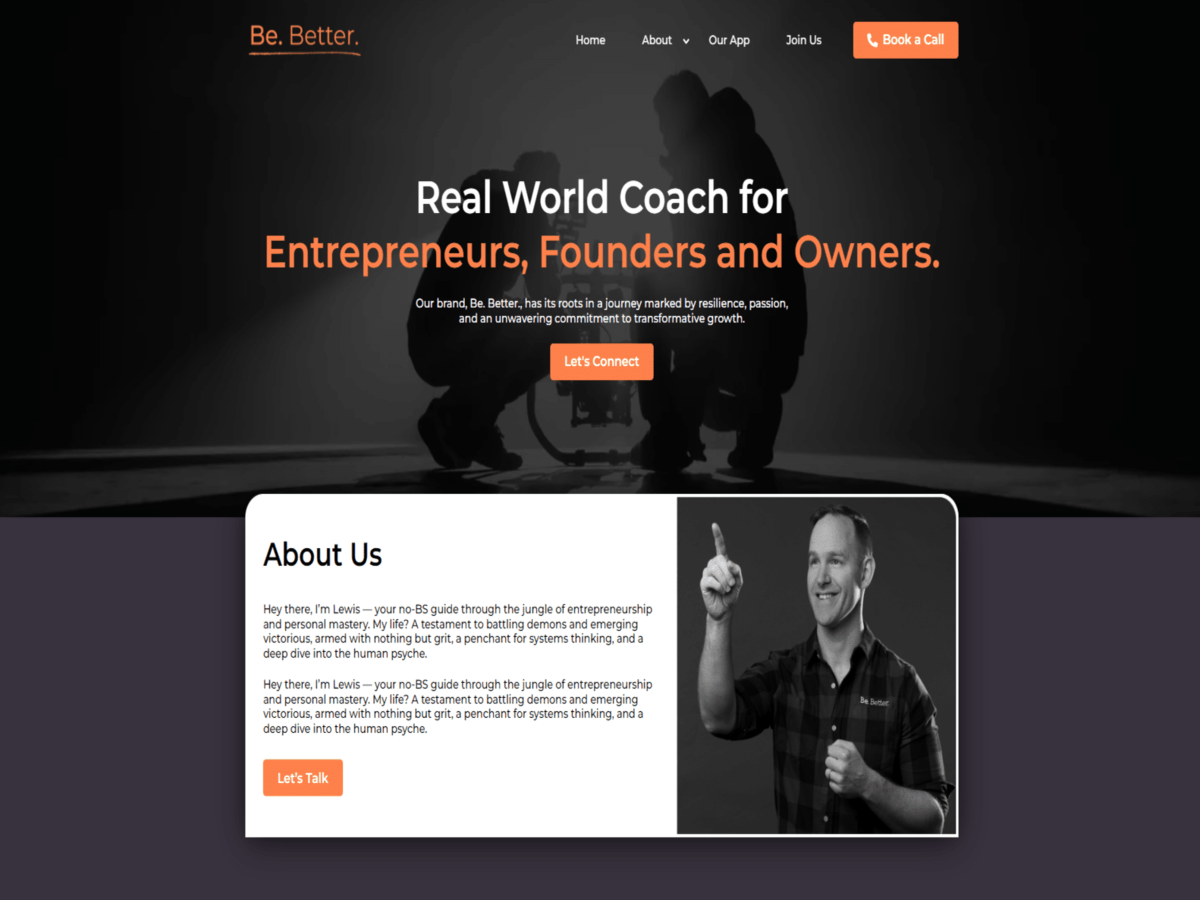 Be. Better.
Home
About
Our App
Join Us
Book a Call
Real World Coach for
Entrepreneurs, Founders and Owners.
Our brand, Be. Better., has its roots in a journey marked by resilience, passion,
and an unwavering commitment to transformative growth.
Let's Connect
About Us
Hey there, I'm Lewis — your no-BS guide through the jungle of entrepreneurship
and personal mastery. My life? A testament to battling demons and emerging
victorious, armed with nothing but grit, a penchant for systems thinking, and a
deep dive into the human psyche.
Hey there, I'm Lewis — your no-BS guide through the jungle of entrepreneurship
and personal mastery. My life? A testament to battling demons and emerging
victorious, armed with nothing but grit, a penchant for systems thinking, and a
deep dive into the human psyche.
Let's Talk
Be. Better.